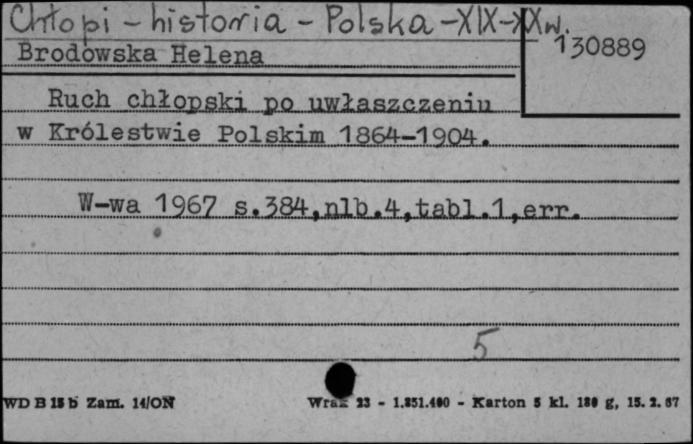 Chłopi - historia - Polska - XIX-XX w.
130889
Brodowska Helena
Ruch chłopski po uwłaszczeniu
w Królestwie Polskim 1864-1904.
W-wa 1967 s.384,nlb.4,tabl.1,err.
5
WD B 15 b Zam. 14/ON
23 - 1.851.400 - Karton 5 kl. 180 g, 15. 2. 67